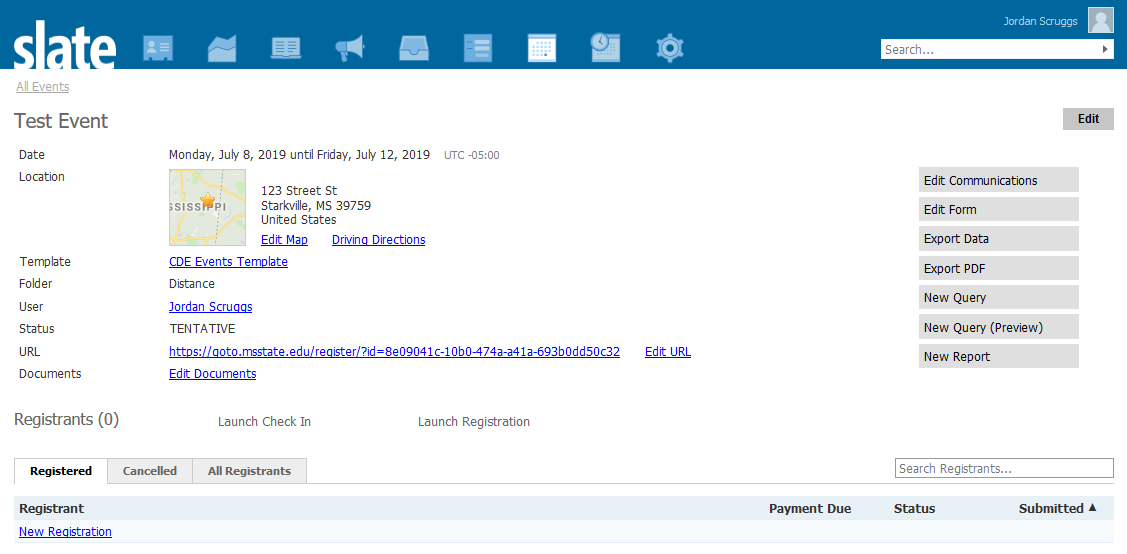 Jordan Scruggs
slate
Search...
All Events
Test Event
Edit
Date Monday, July 8, 2019 until Friday, July 12, 2019 UTC -05:00
Location
SSISSIPPI
123 Street St
Starkville, MS 39759
United States
Edit Map Driving Directions
Template CDE Events Template
Folder Distance
User Jordan Scruggs
Status TENTATIVE
URL https://goto.msstate.edu/register/?id=8e09041c-10b0-474a-a41a-693b0dd50c32 Edit URL
Documents Edit Documents
Edit Communications
Edit Form
Export Data
Export PDF
New Query
New Query (Preview)
New Report
Registrants (0) Launch Check In Launch Registration
Registered Cancelled All Registrants Search Registrants...
Registrant Payment Due Status Submitted ▲
New Registration